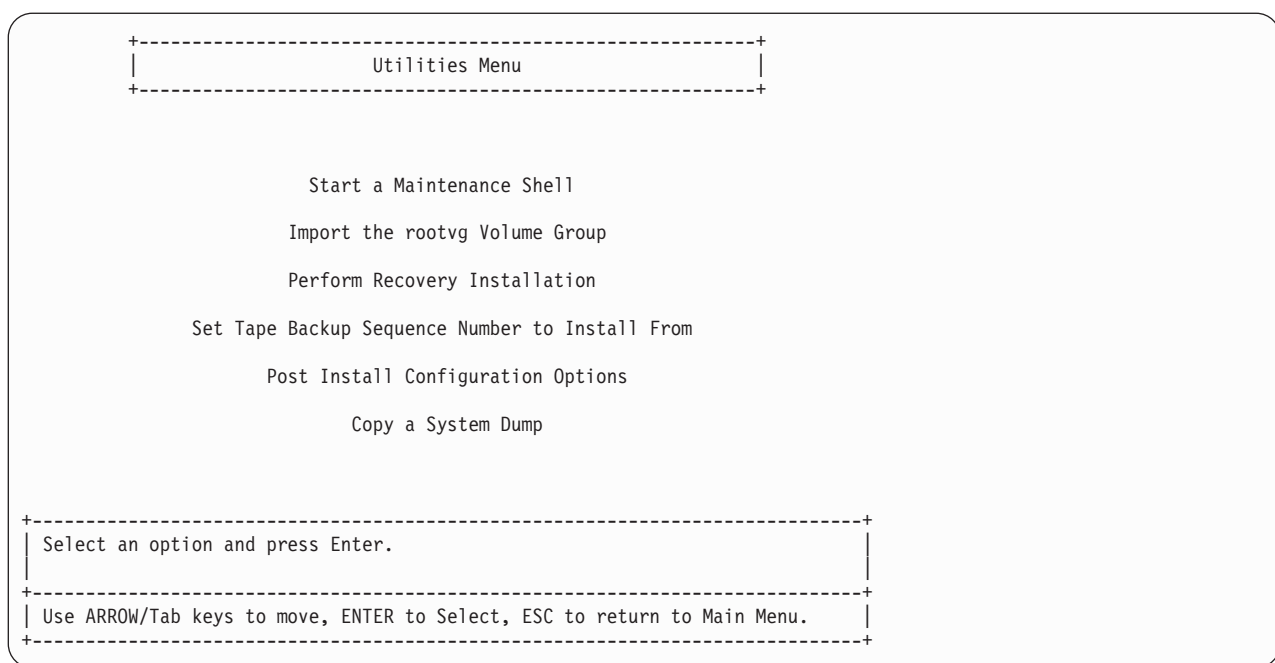 +----------------------------------------------------------+
| Utilities Menu |
+----------------------------------------------------------+
Start a Maintenance Shell
Import the rootvg Volume Group
Perform Recovery Installation
Set Tape Backup Sequence Number to Install From
Post Install Configuration Options
Copy a System Dump
+------------------------------------------------------------------------------+
| Select an option and press Enter. |
| |
+------------------------------------------------------------------------------+
| Use ARROW/Tab keys to move, ENTER to Select, ESC to return to Main Menu. |
+------------------------------------------------------------------------------+